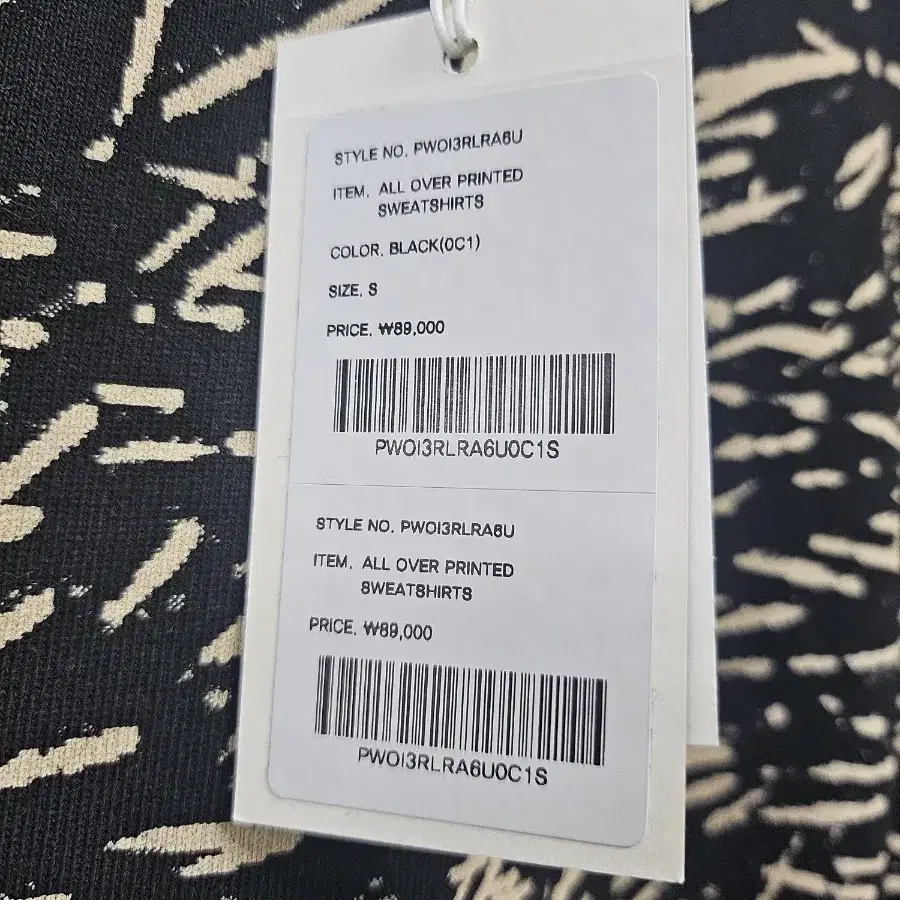 STYLE NO. PWOI3RLRA6U
ITEM. ALL OVER PRINTED
SWEATSHIRTS
COLOR. BLACK(0C1)
SIZE. S
PRICE. ₩89,000
PWOI3RLRA6U0C1S
STYLE NO. PWOI3RLRA6U
ITEM. ALL OVER PRINTED
SWEATSHIRTS
PRICE. ₩89,000
PWOI3RLRA6U0C1S